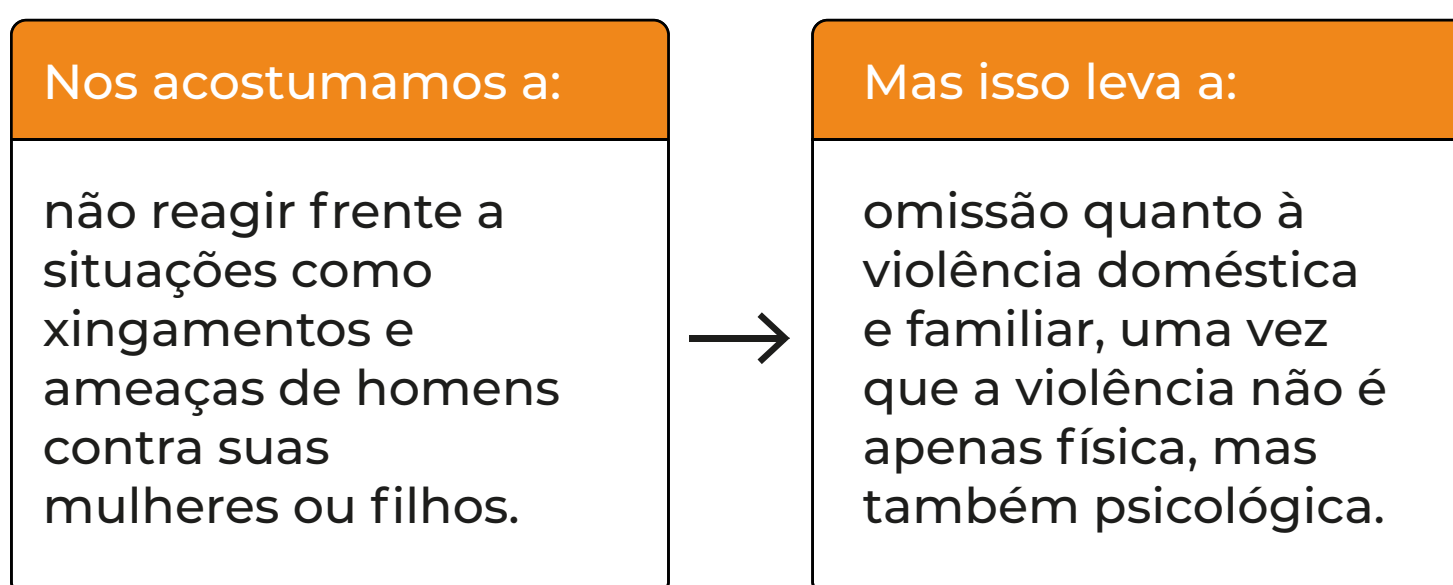 Nos acostumamos a:
não reagir frente a
situações como
xingamentos e
ameaças de homens
contra suas
mulheres ou filhos.
Mas isso leva a:
omissão quanto à
violência doméstica
e familiar, uma vez
que a violência não é
apenas física, mas
também psicológica.